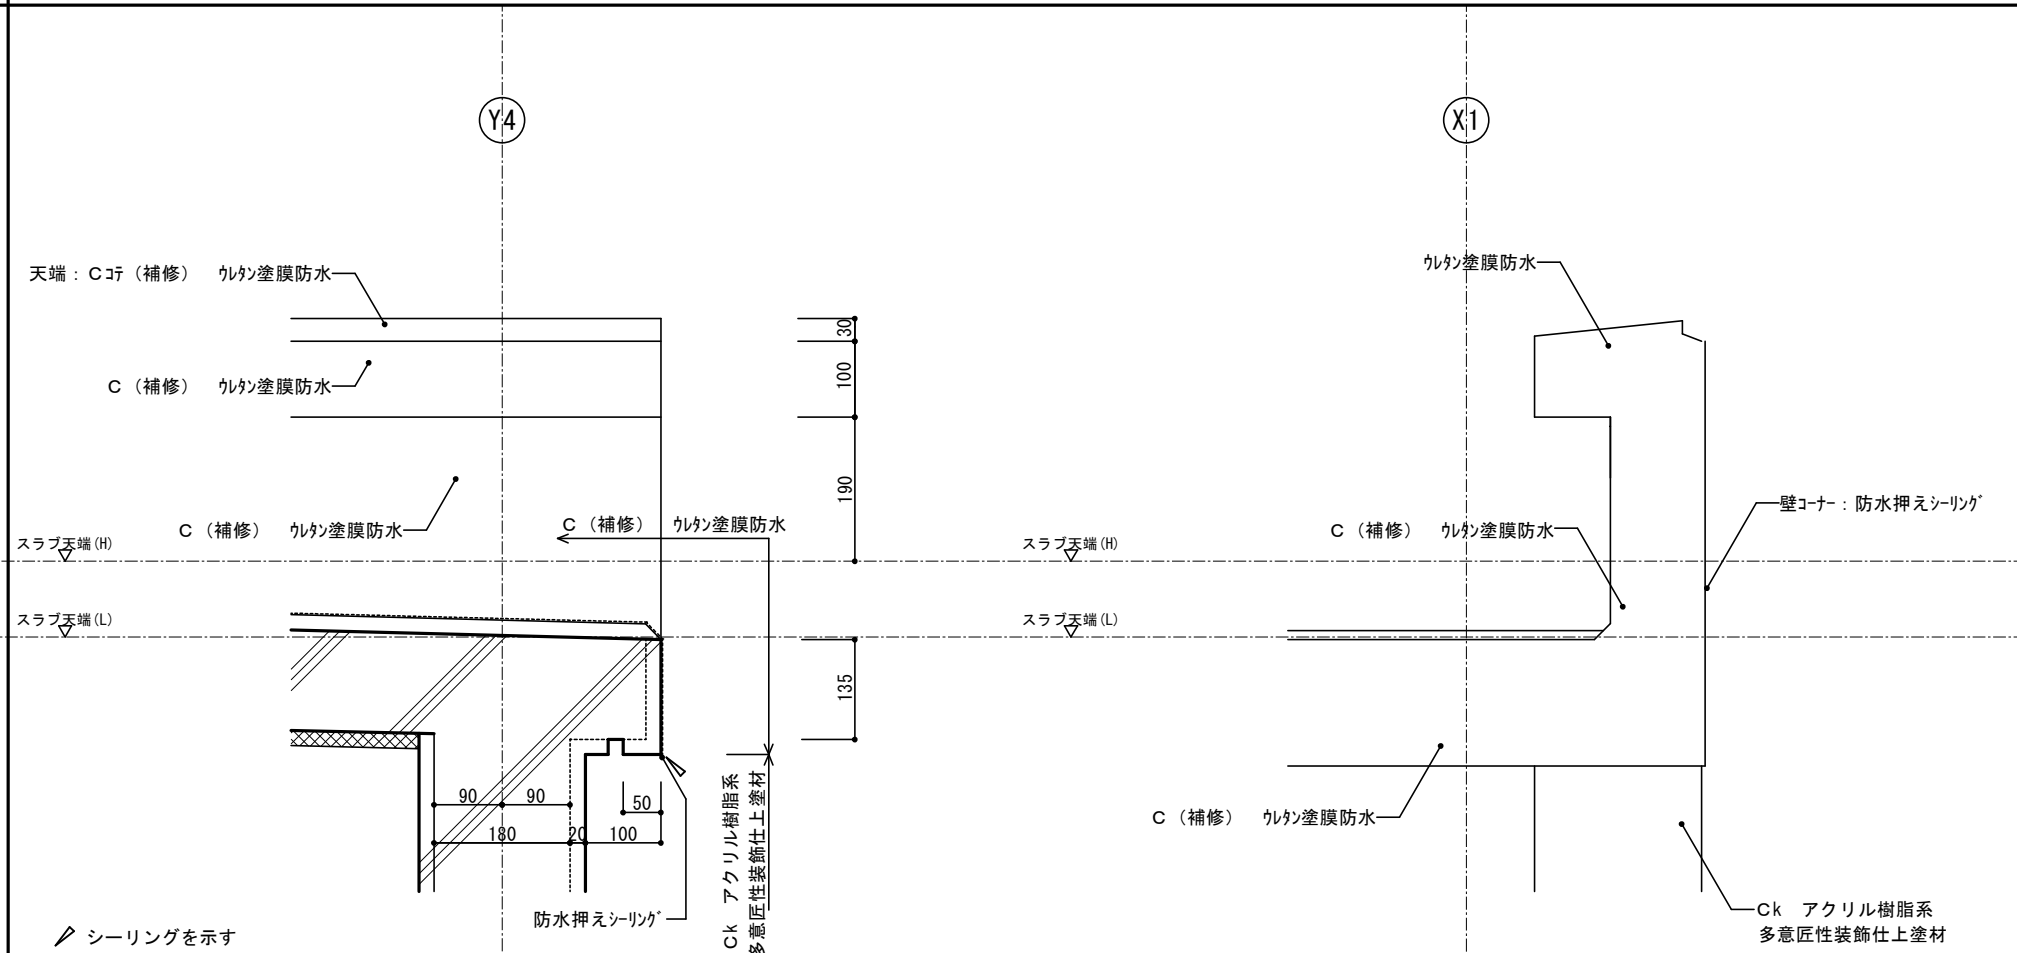 Y4
X1
天端：Cｺﾃ（補修）　ｳﾚﾀﾝ塗膜防水
C（補修）　ｳﾚﾀﾝ塗膜防水
C（補修）　ｳﾚﾀﾝ塗膜防水
C（補修）　ｳﾚﾀﾝ塗膜防水
スラブ天端(H)
スラブ天端(L)
30
100
190
135
90
90
50
180
20
100
防水押えｼｰﾘﾝｸﾞ
Ck　アクリル樹脂系
多意匠性装飾仕上塗材
シーリングを示す
ｳﾚﾀﾝ塗膜防水
壁ｺｰﾅｰ：防水押えｼｰﾘﾝｸﾞ
C（補修）　ｳﾚﾀﾝ塗膜防水
スラブ天端(H)
スラブ天端(L)
C（補修）　ｳﾚﾀﾝ塗膜防水
Ck　アクリル樹脂系
多意匠性装飾仕上塗材